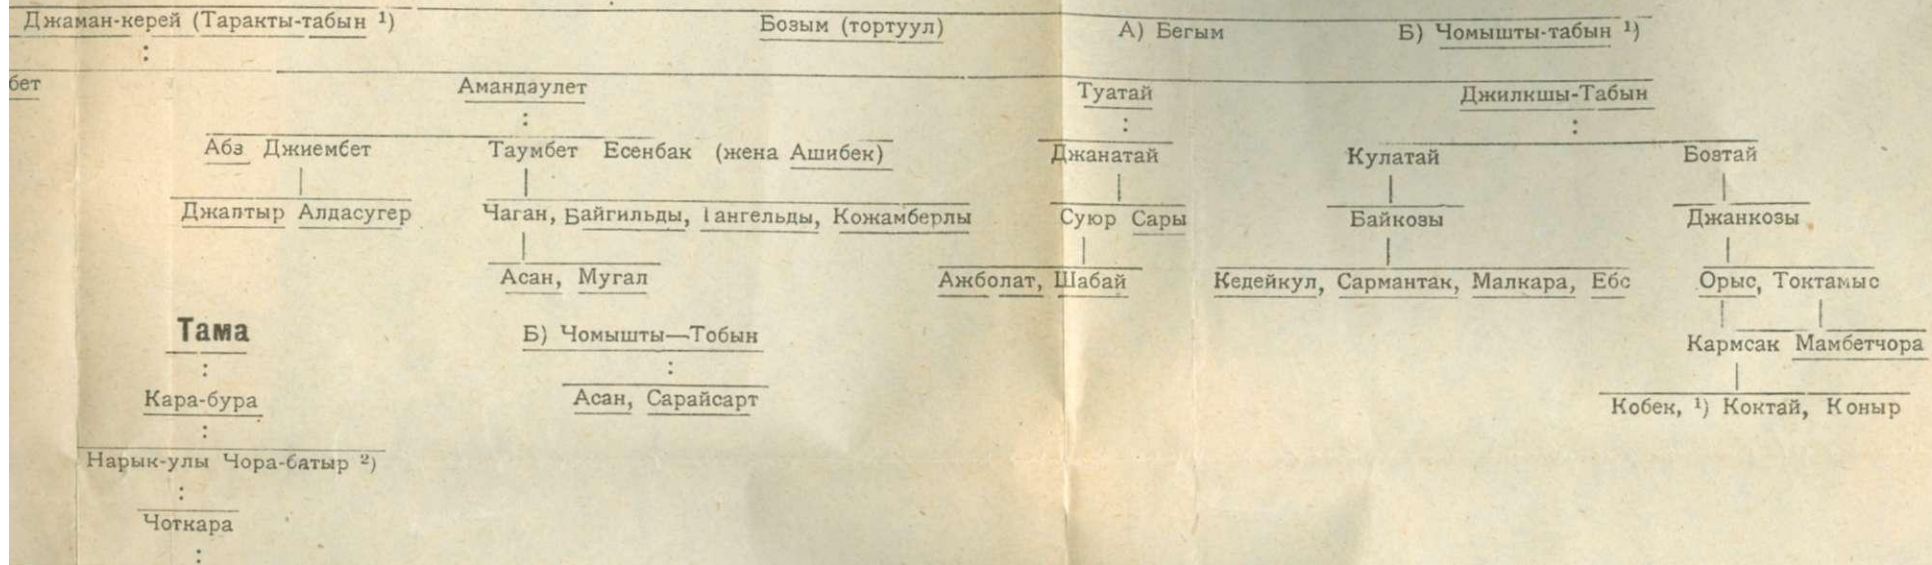 Джаман-керей (Таракты-табын ¹) Бозым (тортуул) А) Бегым Б) Чомышты-табын ¹)
бет Амандаулет Туатай Джилкшы-Табын
Абз Джиембет Таумбет Есенбак (жена Ашибек) Джанатай Кулатай Бозтай
Джаптыр Алдасугер Чаган, Байгильды, Тангельды, Кожамберлы Суюр Сары Байкозы Джанкозы
Асан, Мугал Ажболат, Шабай Кедейкул, Сармантак, Малкара, Орыс, Токтамыс
Тама Б) Чомышты—Тобын Кармсак Мамбетчора
Кара-бура Асан, Сарайсарт Кобек, ¹) Коктай, Коныр
Нарык-улы Чора-батыр ²)
Чоткара